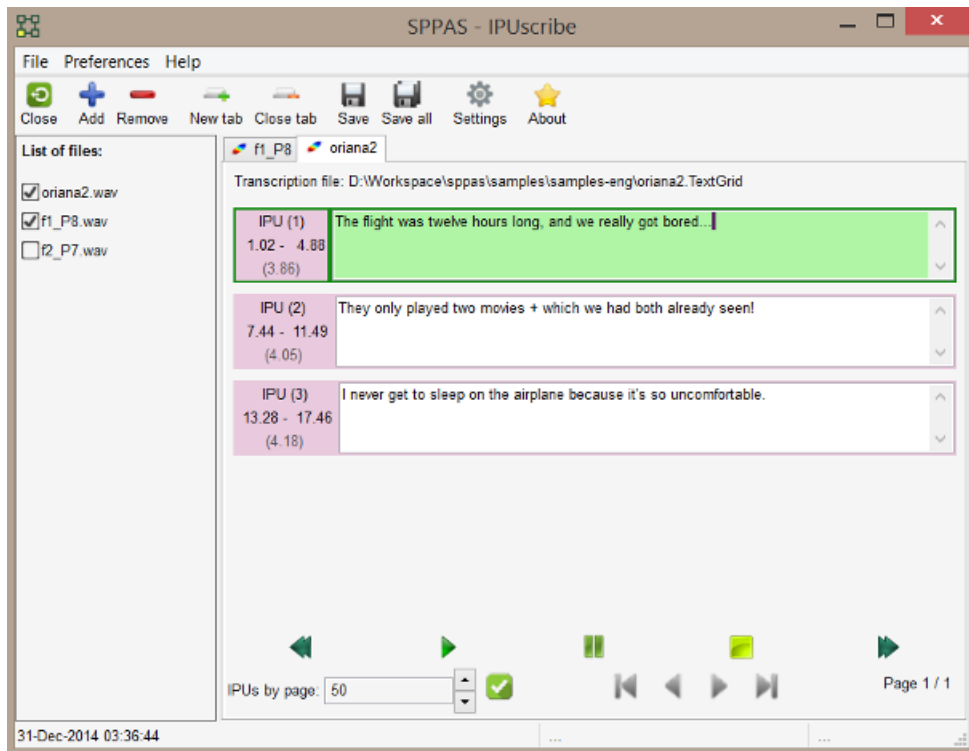 SPPAS - IPUscribe
File Preferences Help
Close Add Remove New tab Close tab Save Save all Settings About
List of files:
oriana2.wav
f1_P8.wav
f2_P7.wav
f1_P8 oriana2
Transcription file: D:\Workspace\sppas\samples\samples-eng\oriana2.TextGrid
IPU (1)
1.02 - 4.88
(3.86)
The flight was twelve hours long, and we really got bored...
IPU (2)
7.44 - 11.49
(4.05)
They only played two movies + which we had both already seen!
IPU (3)
13.28 - 17.46
(4.18)
I never get to sleep on the airplane because it's so uncomfortable.
IPUs by page: 50
Page 1 / 1
31-Dec-2014 03:36:44
... ...